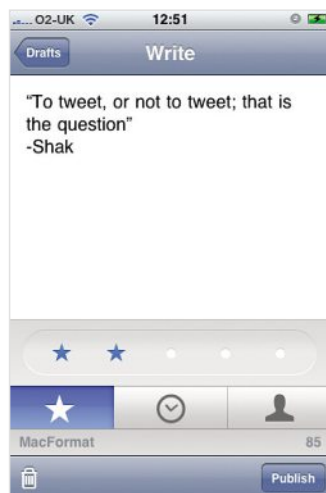 O2-UK 12:51
Drafts Write
“To tweet, or not to tweet; that is
the question”
-Shak
MacFormat 85
Publish